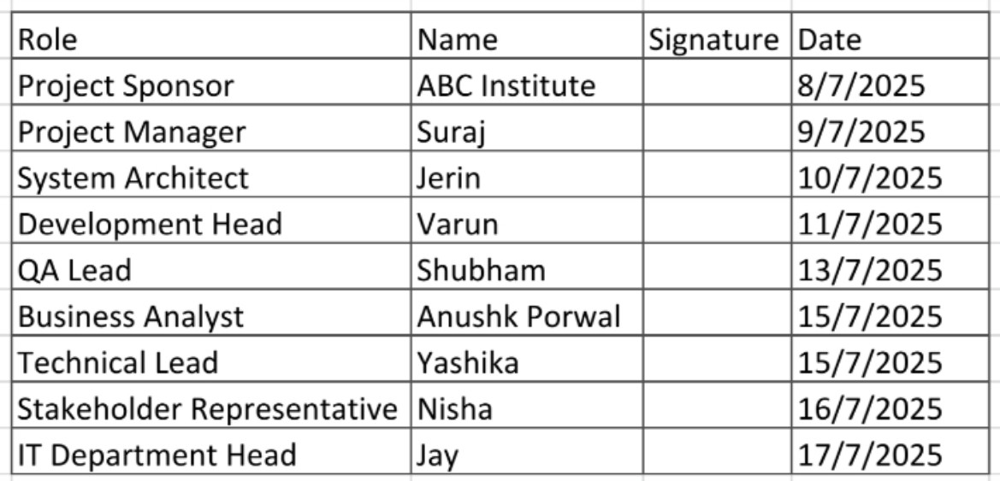 Role Name Signature Date
Project Sponsor ABC Institute 8/7/2025
Project Manager Suraj 9/7/2025
System Architect Jerin 10/7/2025
Development Head Varun 11/7/2025
QA Lead Shubham 13/7/2025
Business Analyst Anushk Porwal 15/7/2025
Technical Lead Yashika 15/7/2025
Stakeholder Representative Nisha 16/7/2025
IT Department Head Jay 17/7/2025